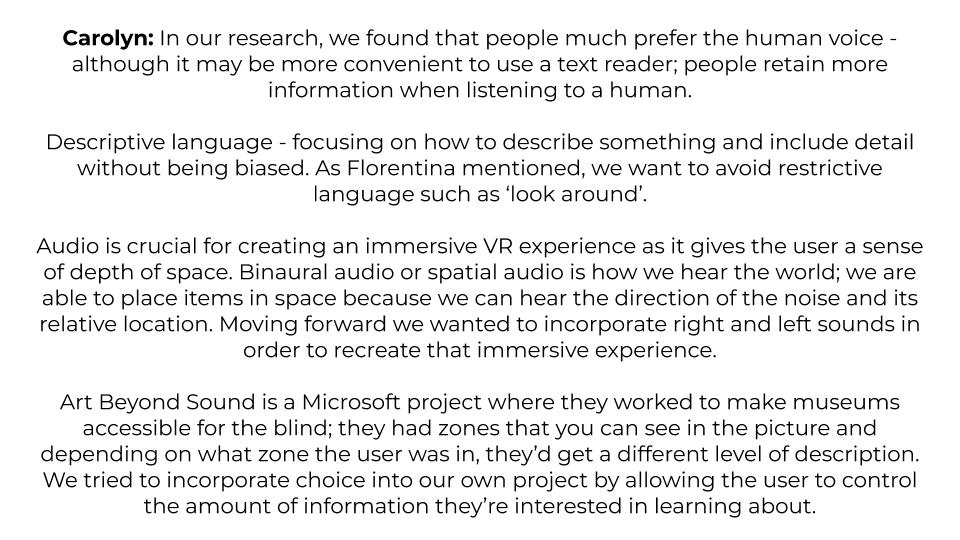 Carolyn: In our research, we found that people much prefer the human voice -
although it may be more convenient to use a text reader; people retain more
information when listening to a human.
Descriptive language - focusing on how to describe something and include detail
without being biased. As Florentina mentioned, we want to avoid restrictive
language such as ‘look around’.
Audio is crucial for creating an immersive VR experience as it gives the user a sense
of depth of space. Binaural audio or spatial audio is how we hear the world; we are
able to place items in space because we can hear the direction of the noise and its
relative location. Moving forward we wanted to incorporate right and left sounds in
order to recreate that immersive experience.
Art Beyond Sound is a Microsoft project where they worked to make museums
accessible for the blind; they had zones that you can see in the picture and
depending on what zone the user was in, they’d get a different level of description.
We tried to incorporate choice into our own project by allowing the user to control
the amount of information they’re interested in learning about.